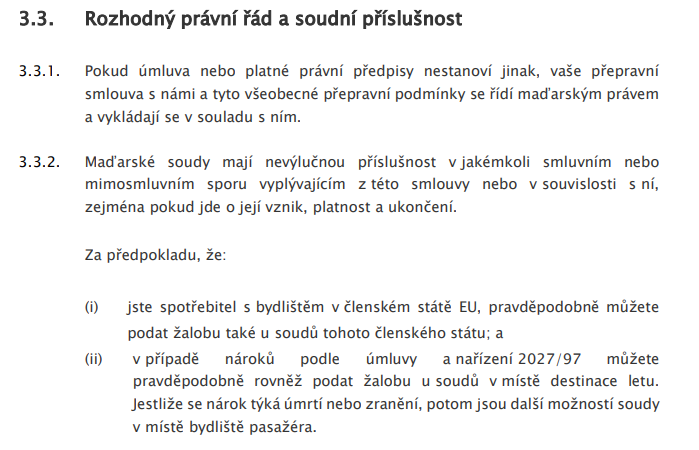 3.3. Rozhodný právní řád a soudní příslušnost
3.3.1. Pokud úmluva nebo platné právní předpisy nestanoví jinak, vaše přepravní
smlouva s námi a tyto všeobecné přepravní podmínky se řídí maďarským právem
a vykládají se v souladu s ním.
3.3.2. Maďarské soudy mají nevýlučnou příslušnost v jakémkoli smluvním nebo
mimosmluvním sporu vyplývajícím z této smlouvy nebo v souvislosti s ní,
zejména pokud jde o její vznik, platnost a ukončení.
Za předpokladu, že:
(i) jste spotřebitel s bydlištěm v členském státě EU, pravděpodobně můžete
podat žalobu také u soudů tohoto členského státu; a
(ii) v případě nároků podle úmluvy a nařízení 2027/97 můžete
pravděpodobně rovněž podat žalobu u soudů v místě destinace letu.
Jestliže se nárok týká úmrtí nebo zranění, potom jsou další možností soudy
v místě bydliště pasažéra.